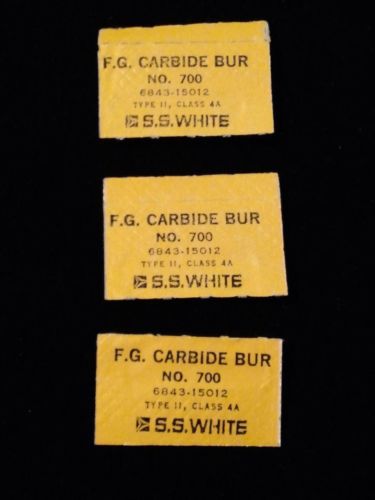 F.G. CARBIDE BUR
NO. 700
6843-15012
TYPE II, CLASS 4A
S.S.WHITE
F.G. CARBIDE BUR
NO. 700
6843-15012
TYPE II, CLASS 4A
S.S.WHITE
F.G. CARBIDE BUR
NO. 700
6843-15012
TYPE II, CLASS 4A
S.S.WHITE